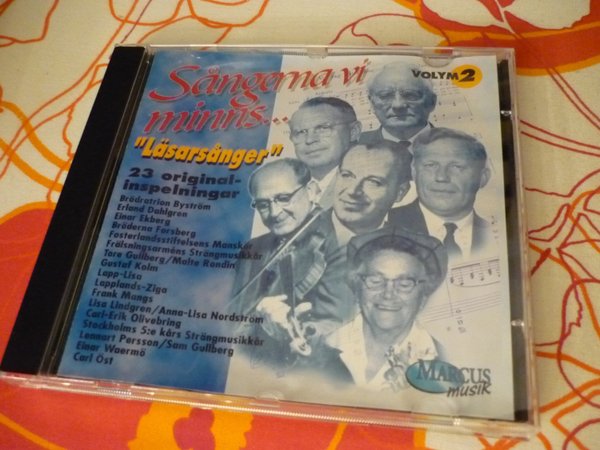 Sångerna vi
minns...
VOLYM 2
"Läsarsånger"
23 original-
inspelningar
Brödratrion Byström
Erland Dahlgren
Einar Ekberg
Bröderna Forsberg
Fosterlandsstiftelsens Manskör
Frälsningsarméns Strängmusikkår
Tore Gullberg/Malte Rondin
Gustaf Kolm
Lapp-Lisa
Lapplands-Ziga
Frank Mangs
Lisa Lindgren/Anna-Lisa Nordström
Carl-Erik Olivebring
Stockholms 5:e kårs Strängmusikkår
Lennart Persson/Sam Gullberg
Einar Waermö
Carl Öst
MARCUS
musik